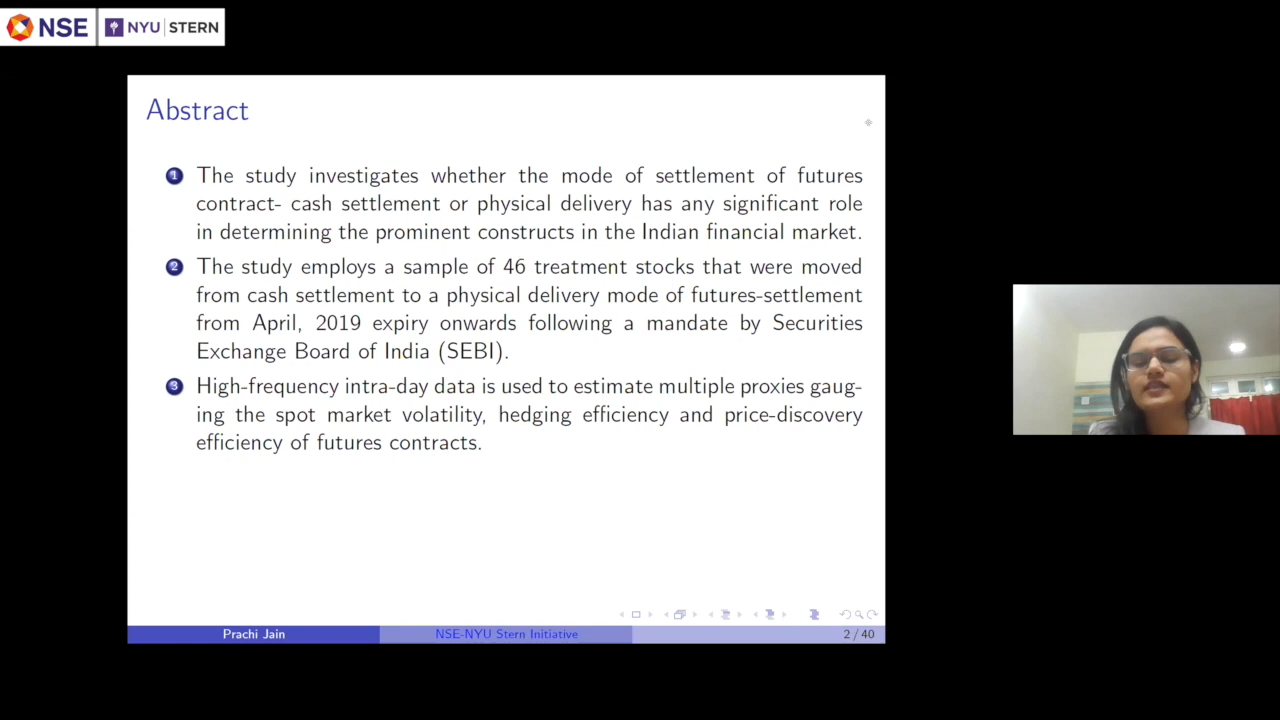 NSE NYU STERN
Abstract
1 The study investigates whether the mode of settlement of futures
contract- cash settlement or physical delivery has any significant role
in determining the prominent constructs in the Indian financial market.
2 The study employs a sample of 46 treatment stocks that were moved
from cash settlement to a physical delivery mode of futures-settlement
from April, 2019 expiry onwards following a mandate by Securities
Exchange Board of India (SEBI).
3 High-frequency intra-day data is used to estimate multiple proxies gaug-
ing the spot market volatility, hedging efficiency and price-discovery
efficiency of futures contracts.
Prachi Jain NSE-NYU Stern Initiative 2 / 40